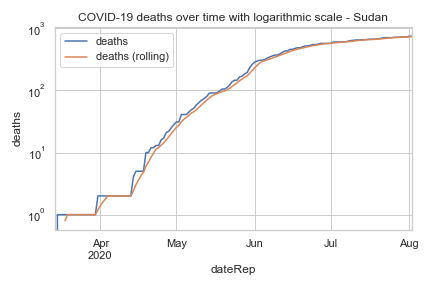 COVID-19 deaths over time with logarithmic scale - Sudan
deaths
deaths (rolling)
10³
10²
10¹
10⁰
deaths
Apr
2020
May
Jun
Jul
Aug
dateRep